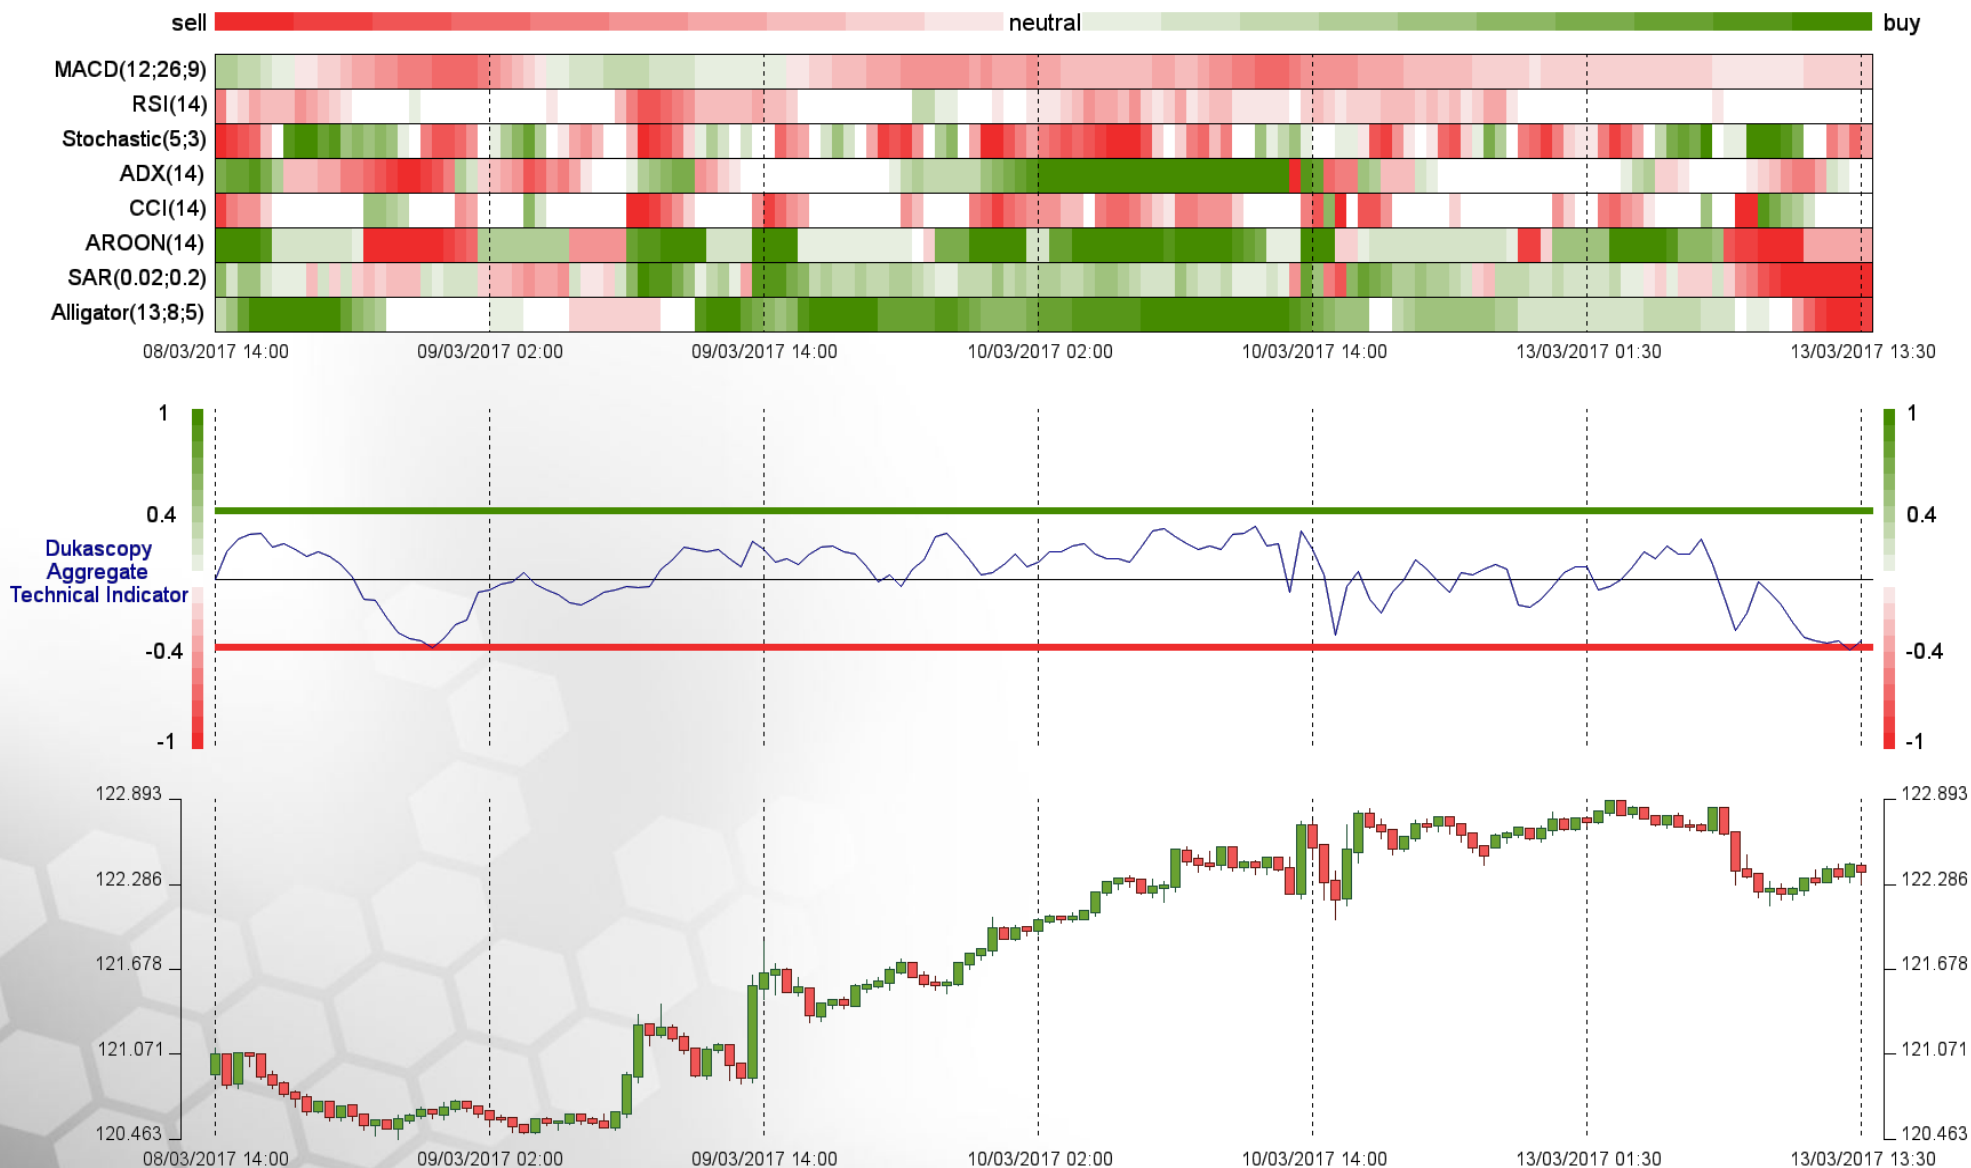 sell neutral buy
MACD(12;26;9)
RSI(14)
Stochastic(5;3)
ADX(14)
CCI(14)
AROON(14)
SAR(0.02;0.2)
Alligator(13;8;5)
08/03/2017 14:00 09/03/2017 02:00 09/03/2017 14:00 10/03/2017 02:00 10/03/2017 14:00 13/03/2017 01:30 13/03/2017 13:30
1 1
0.4 0.4
Dukascopy
Aggregate
Technical Indicator
-0.4 -0.4
-1 -1
122.893 122.893
122.286 122.286
121.678 121.678
121.071 121.071
120.463 120.463
08/03/2017 14:00 09/03/2017 02:00 09/03/2017 14:00 10/03/2017 02:00 10/03/2017 14:00 13/03/2017 01:30 13/03/2017 13:30